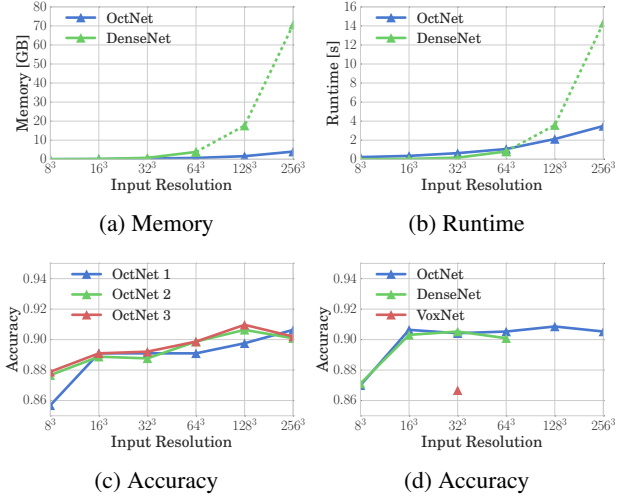 80
70
60
50
40
30
20
10
0
Memory [GB]
OctNet
DenseNet
8³ 16³ 32³ 64³ 128³ 256³
Input Resolution
(a) Memory
16
14
12
10
8
6
4
2
0
Runtime [s]
OctNet
DenseNet
8³ 16³ 32³ 64³ 128³ 256³
Input Resolution
(b) Runtime
0.94
0.92
0.90
0.88
0.86
Accuracy
OctNet 1
OctNet 2
OctNet 3
8³ 16³ 32³ 64³ 128³ 256³
Input Resolution
(c) Accuracy
0.94
0.92
0.90
0.88
0.86
Accuracy
OctNet
DenseNet
VoxNet
8³ 16³ 32³ 64³ 128³ 256³
Input Resolution
(d) Accuracy